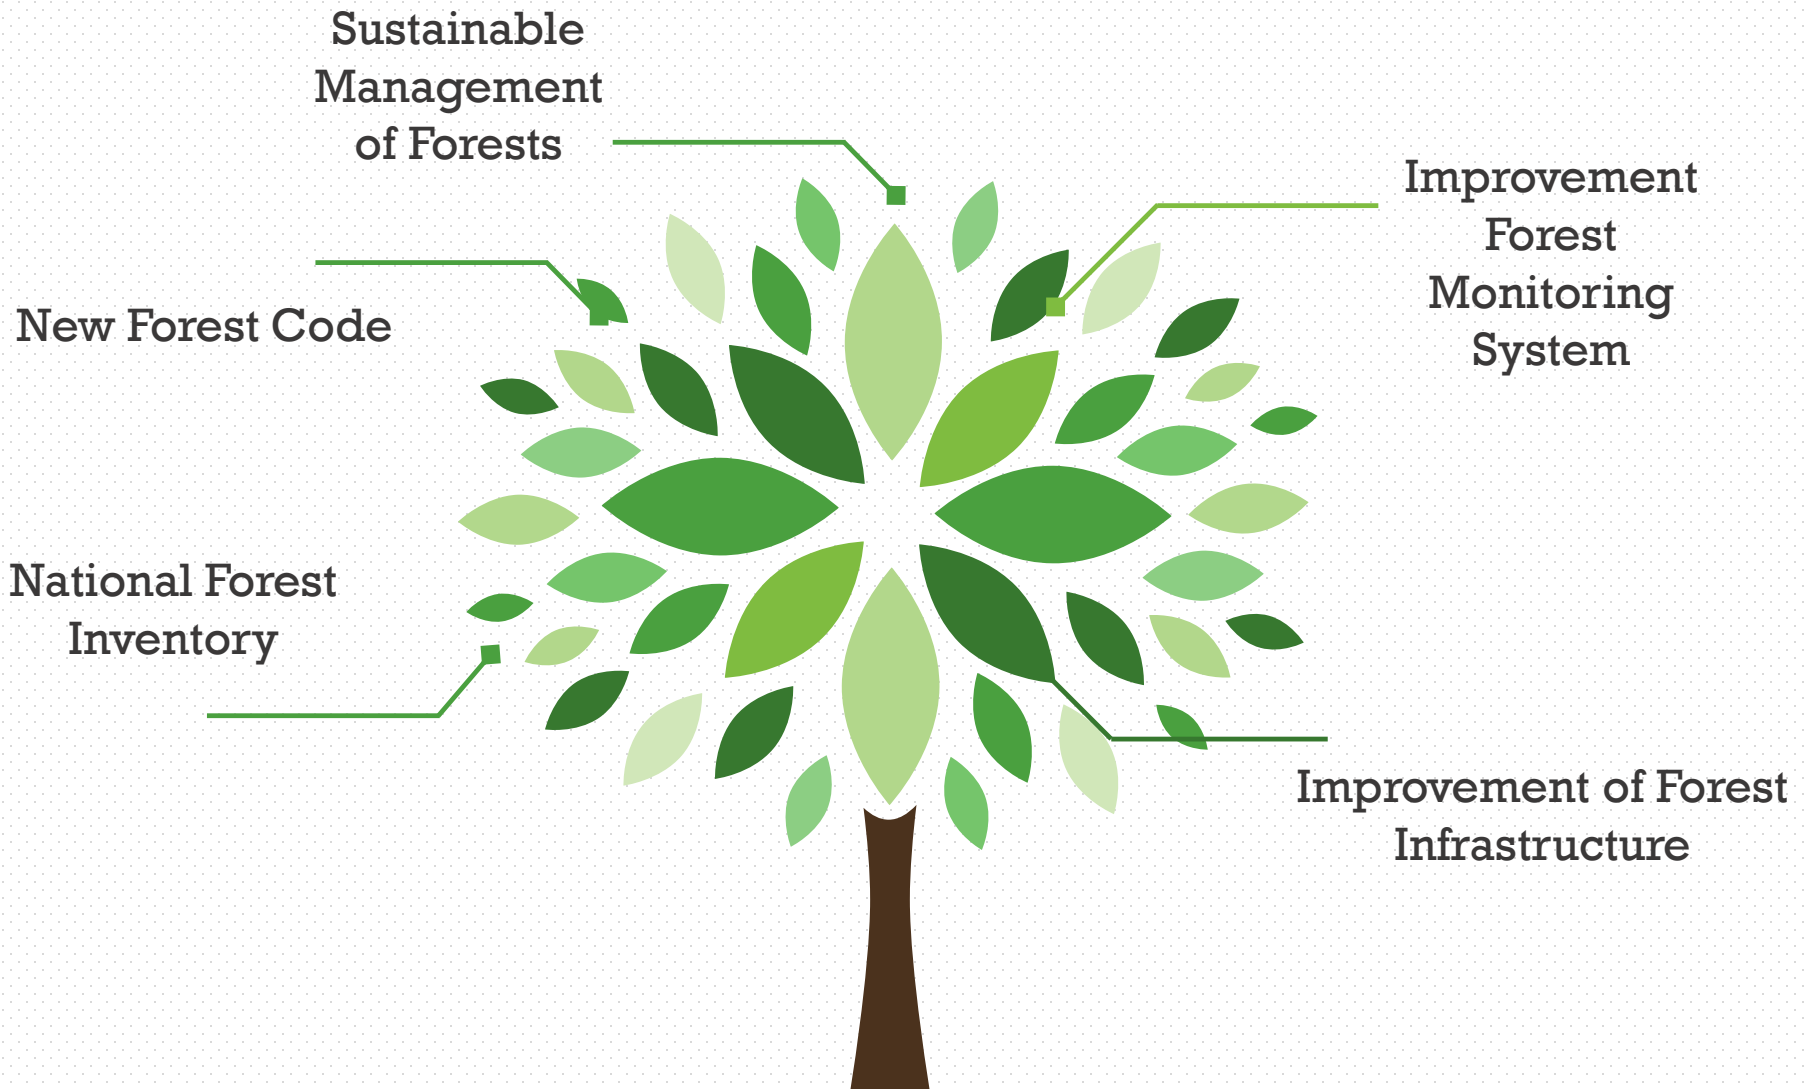 Sustainable
Management
of Forests
Improvement
Forest
Monitoring
System
New Forest Code
National Forest
Inventory
Improvement of Forest
Infrastructure